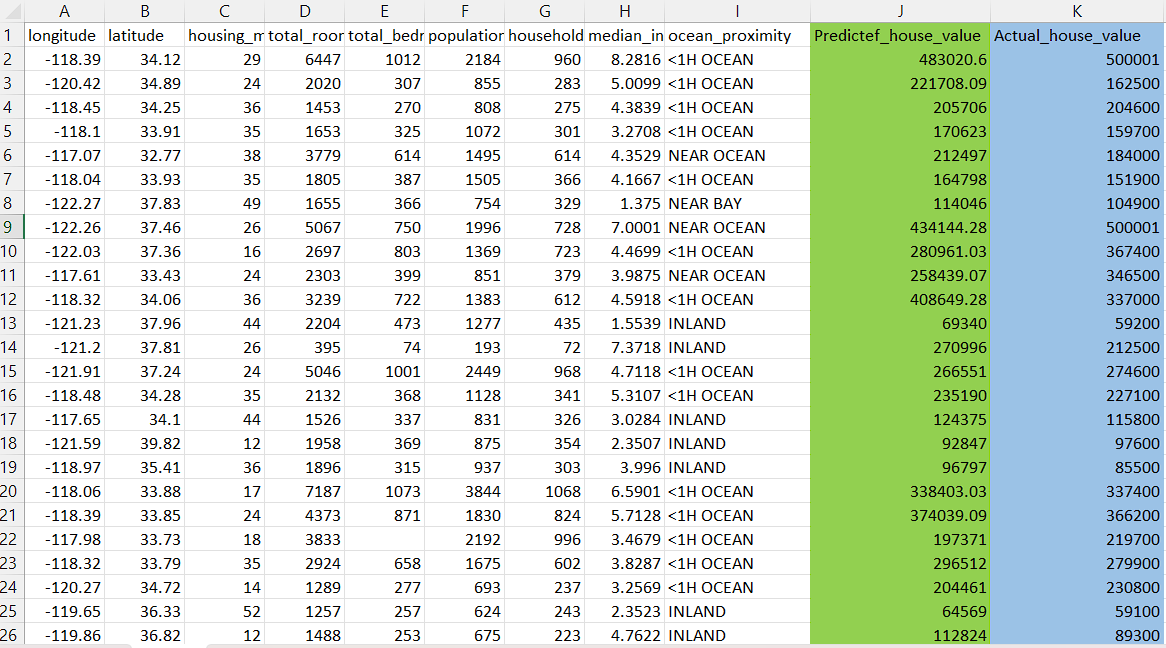 A B C D E F G H I J K
1 longitude latitude housing_m total_roor total_bedr population household median_in ocean_proximity Predictef_house_value Actual_house_value
2 -118.39 34.12 29 6447 1012 2184 960 8.2816 <1H OCEAN 483020.6 500001
3 -120.42 34.89 24 2020 307 855 283 5.0099 <1H OCEAN 221708.09 162500
4 -118.45 34.25 36 1453 270 808 275 4.3839 <1H OCEAN 205706 204600
5 -118.1 33.91 35 1653 325 1072 301 3.2708 <1H OCEAN 170623 159700
6 -117.07 32.77 38 3779 614 1495 614 4.3529 NEAR OCEAN 212497 184000
7 -118.04 33.93 35 1805 387 1505 366 4.1667 <1H OCEAN 164798 151900
8 -122.27 37.83 49 1655 366 754 329 1.375 NEAR BAY 114046 104900
9 -122.26 37.46 26 5067 750 1996 728 7.0001 NEAR OCEAN 434144.28 500001
10 -122.03 37.36 16 2697 803 1369 723 4.4699 <1H OCEAN 280961.03 367400
11 -117.61 33.43 24 2303 399 851 379 3.9875 NEAR OCEAN 258439.07 346500
12 -118.32 34.06 36 3239 722 1383 612 4.5918 <1H OCEAN 408649.28 337000
13 -121.23 37.96 44 2204 473 1277 435 1.5539 INLAND 69340 59200
14 -121.2 37.81 26 395 74 193 72 7.3718 INLAND 270996 212500
15 -121.91 37.24 24 5046 1001 2449 968 4.7118 <1H OCEAN 266551 274600
16 -118.48 34.28 35 2132 368 1128 341 5.3107 <1H OCEAN 235190 227100
17 -117.65 34.1 44 1526 337 831 326 3.0284 INLAND 124375 115800
18 -121.59 39.82 12 1958 369 875 354 2.3507 INLAND 92847 97600
19 -118.97 35.41 36 1896 315 937 303 3.996 INLAND 96797 85500
20 -118.06 33.88 17 7187 1073 3844 1068 6.5901 <1H OCEAN 338403.03 337400
21 -118.39 33.85 24 4373 871 1830 824 5.7128 <1H OCEAN 374039.09 366200
22 -117.98 33.73 18 3833 2192 996 3.4679 <1H OCEAN 197371 219700
23 -118.32 33.79 35 2924 658 1675 602 3.8287 <1H OCEAN 296512 279900
24 -120.27 34.72 14 1289 277 693 237 3.2569 <1H OCEAN 204461 230800
25 -119.65 36.33 52 1257 257 624 243 2.3523 INLAND 64569 59100
26 -119.86 36.82 12 1488 253 675 223 4.7622 INLAND 112824 89300